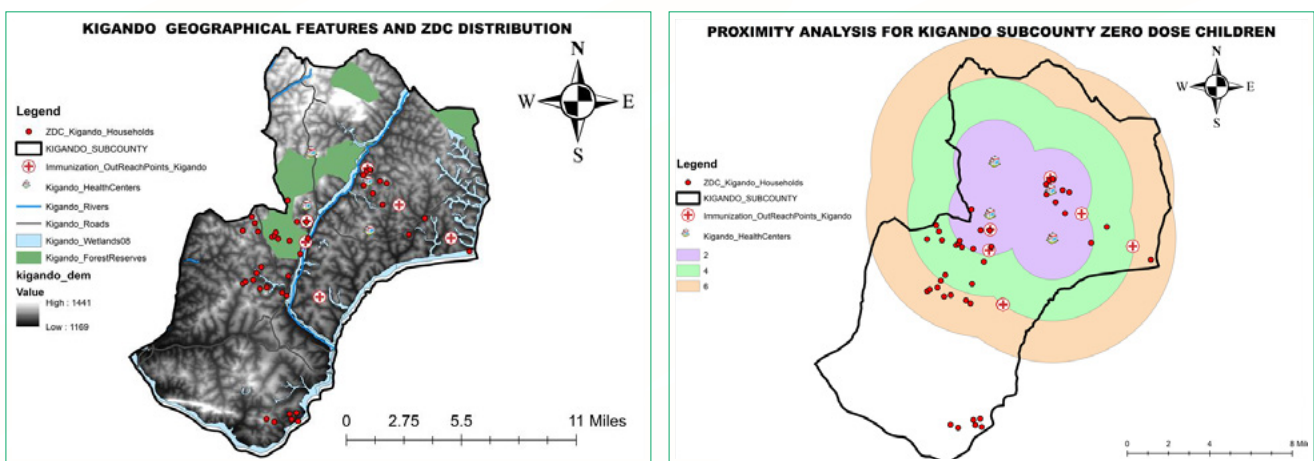 KIGANDO GEOGRAPHICAL FEATURES AND ZDC DISTRIBUTION
N
W
E
S
Legend
ZDC_Kigando_Households
KIGANDO_SUBCOUNTY
Immunization_OutReachPoints_Kigando
Kigando_HealthCenters
Kigando_Rivers
Kigando_Roads
Kigando_Wetlands08
Kigando_ForestReserves
kigando_dem
Value
High : 1441
Low : 1169
0 2.75 5.5 11 Miles
PROXIMITY ANALYSIS FOR KIGANDO SUBCOUNTY ZERO DOSE CHILDREN
N
W
E
S
Legend
ZDC_Kigando_Households
KIGANDO_SUBCOUNTY
Immunization_OutReachPoints_Kigando
Kigando_HealthCenters
2
4
6
0 2 4 8